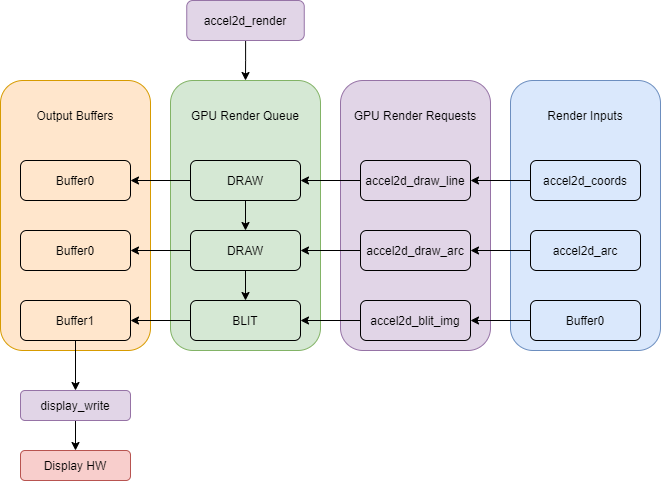 accel2d_render
Output Buffers
GPU Render Queue
GPU Render Requests
Render Inputs
Buffer0
DRAW
accel2d_draw_line
accel2d_coords
Buffer0
DRAW
accel2d_draw_arc
accel2d_arc
Buffer1
BLIT
accel2d_blit_img
Buffer0
display_write
Display HW